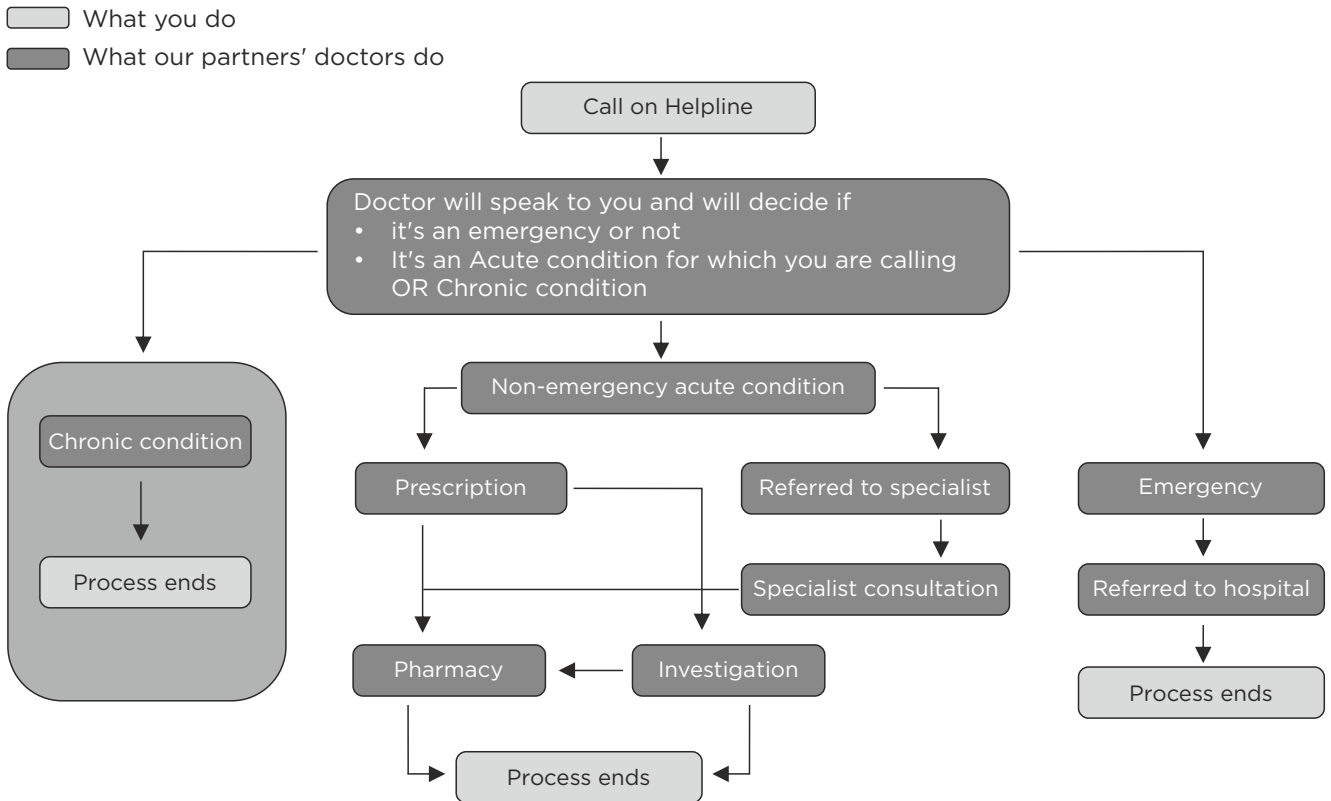 What you do
What our partners' doctors do
Call on Helpline
Doctor will speak to you and will decide if
• it's an emergency or not
• It's an Acute condition for which you are calling
OR Chronic condition
Non-emergency acute condition
Chronic condition
Prescription
Referred to specialist
Emergency
Process ends
Specialist consultation
Referred to hospital
Pharmacy
Investigation
Process ends
Process ends